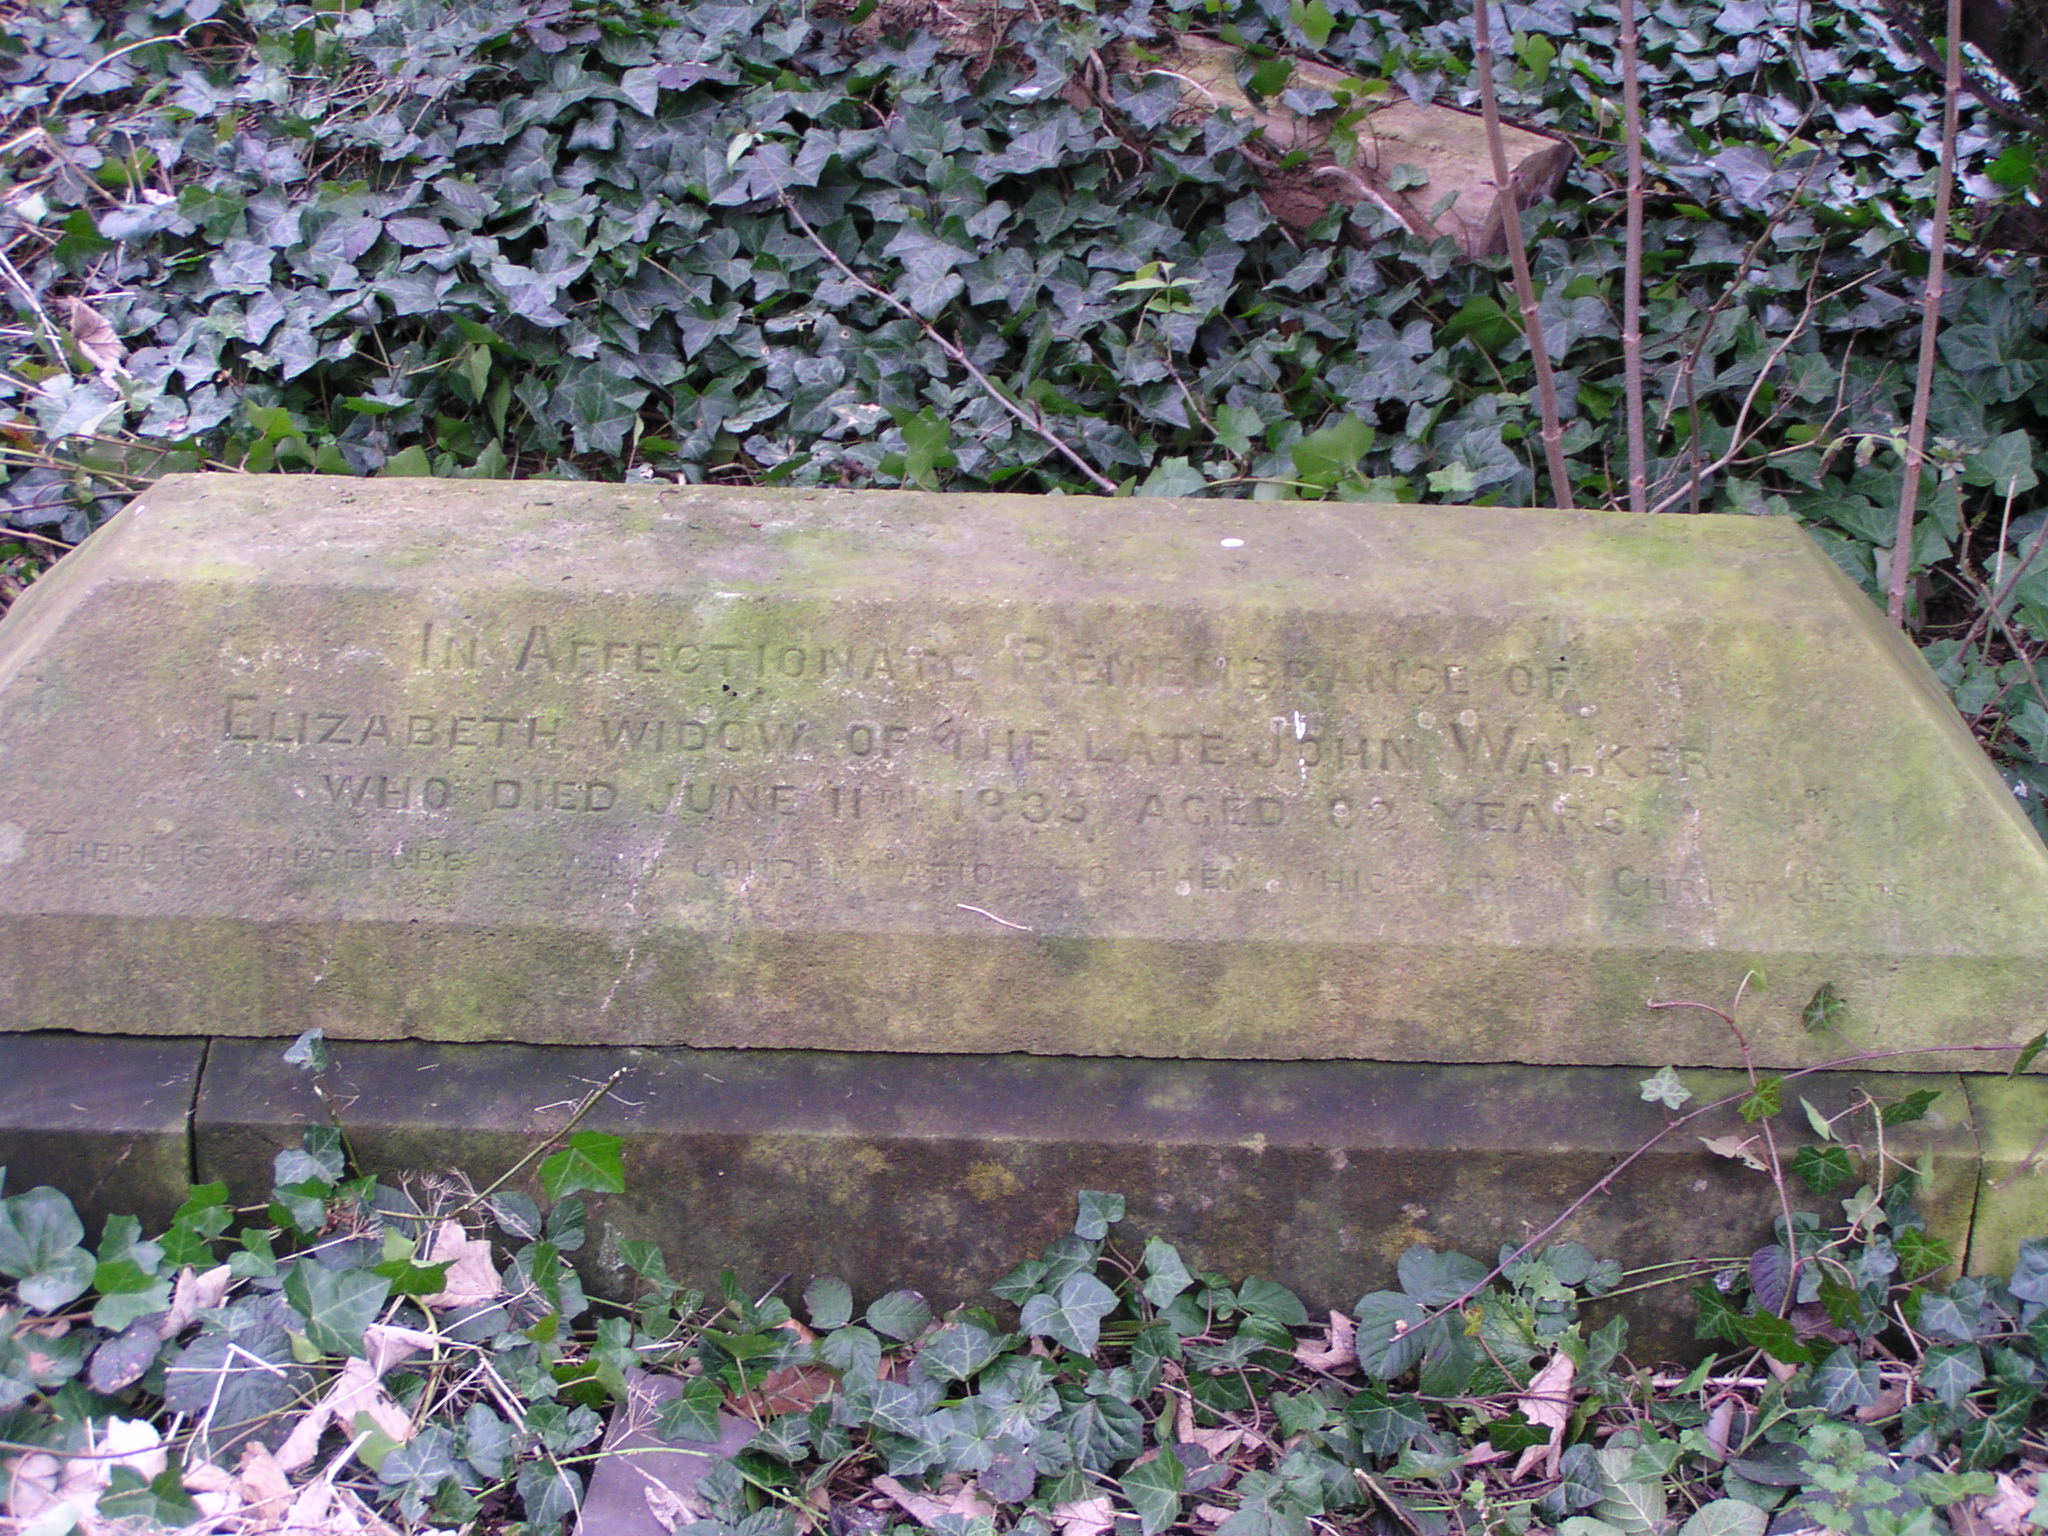 In Affectionate Remembrance of
Elizabeth widow of the late John Walker.
who died June 11th aged years.
There is therefore now no condemnation to them which are in Christ Jesus.